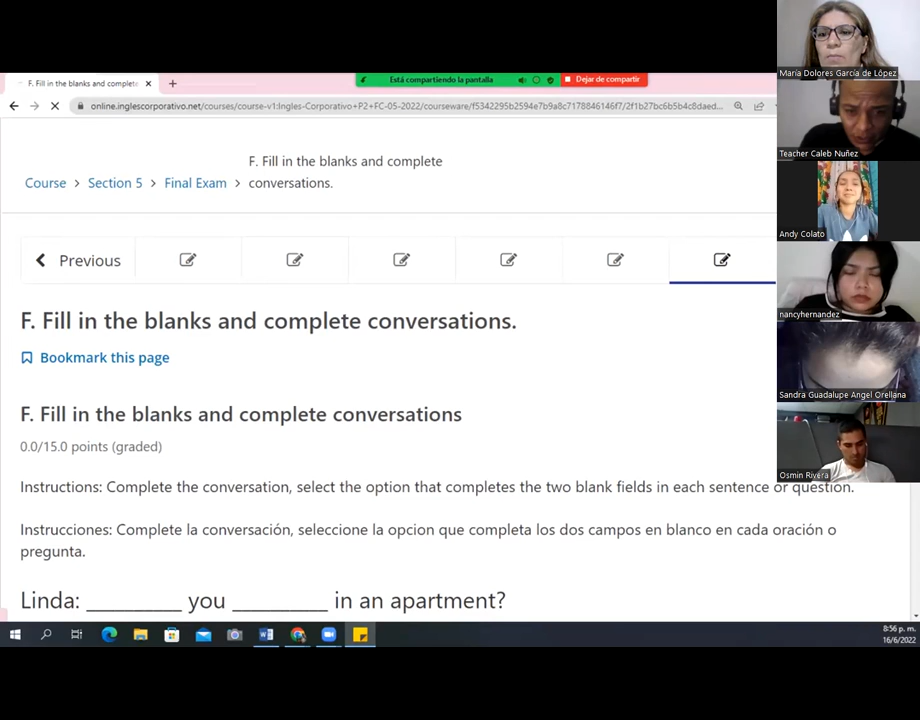 F. Fill in the blanks and complete
Está compartiendo la pantalla
Dejar de compartir
online.inglescorporativo.net/courses/course-v1:Ingles-Corporativo+P2+FC-05-2022/courseware/f5342295b2594e7b9a8c7178846146f7/2f1b27bc6b5b4c8daed...
F. Fill in the blanks and complete
Course > Section 5 > Final Exam > conversations.
Previous
F. Fill in the blanks and complete conversations.
Bookmark this page
F. Fill in the blanks and complete conversations
0.0/15.0 points (graded)
Instructions: Complete the conversation, select the option that completes the two blank fields in each sentence or question.
Instrucciones: Complete la conversación, seleccione la opcion que completa los dos campos en blanco en cada oración o
pregunta.
Linda: _________ you _________ in an apartment?
8:56 p. m.
16/6/2022
María Dolores García de López
Teacher Caleb Nuñez
Andy Colato
nancyhernandez
Sandra Guadalupe Angel Orellana
Osmin Rivera